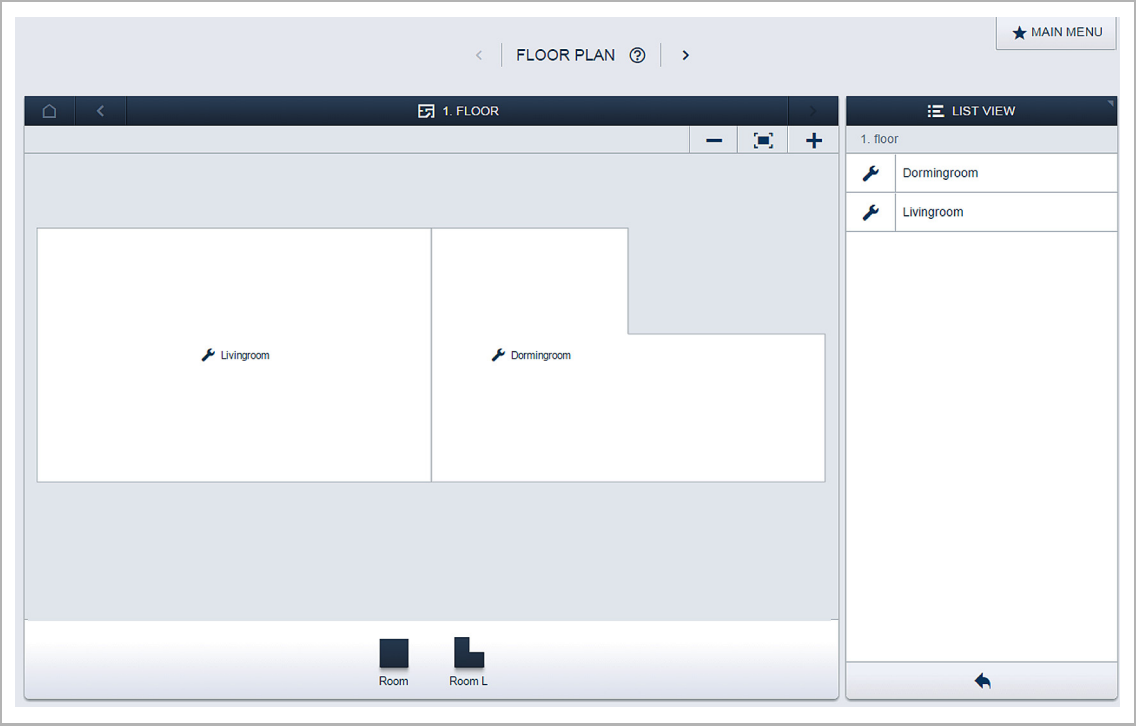 MAIN MENU
FLOOR PLAN ?
1. FLOOR
LIST VIEW
1. floor
Dormingroom
Livingroom
Livingroom
Dormingroom
Room
Room L